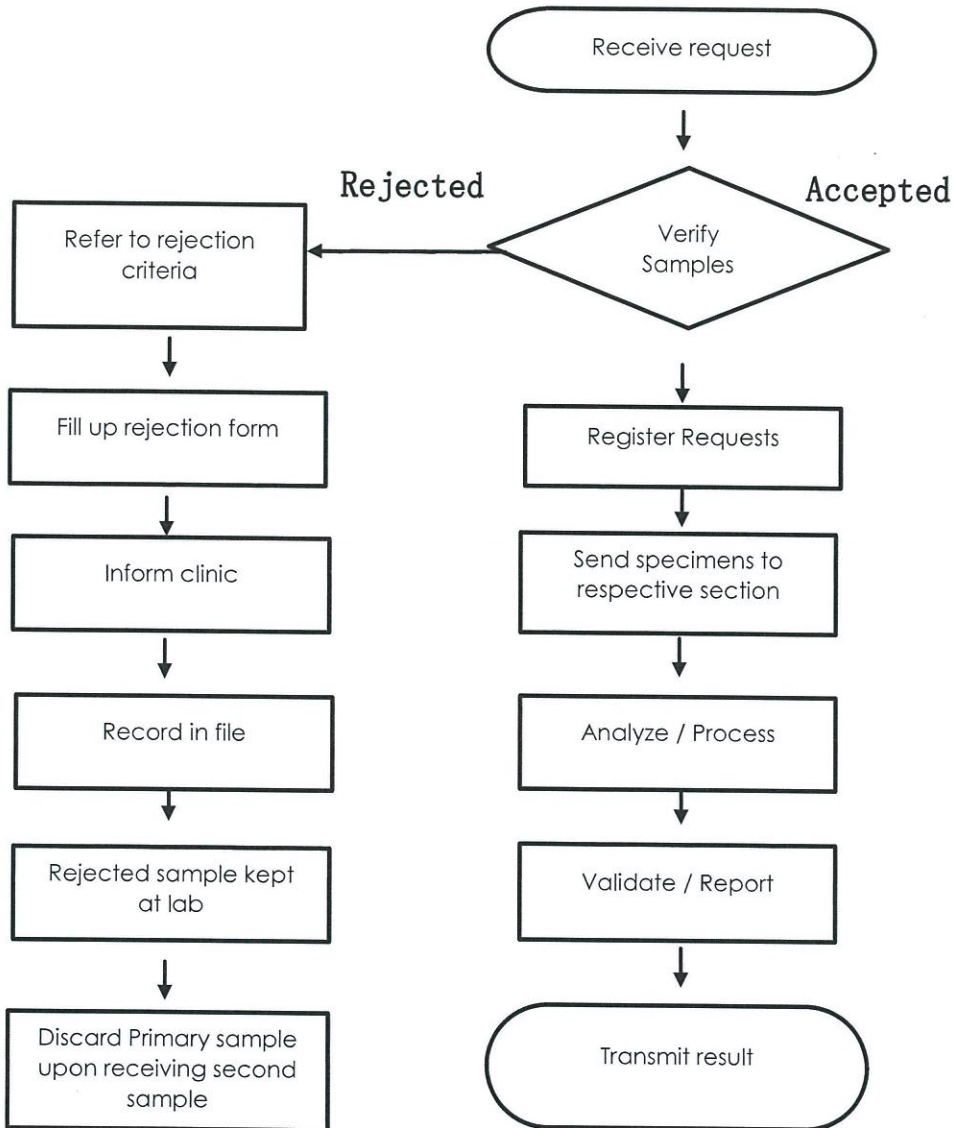 Receive request
Rejected
Accepted
Verify
Samples
Refer to rejection
criteria
Fill up rejection form
Register Requests
Inform clinic
Send specimens to
respective section
Record in file
Analyze / Process
Rejected sample kept
at lab
Validate / Report
Discard Primary sample
upon receiving second
sample
Transmit result